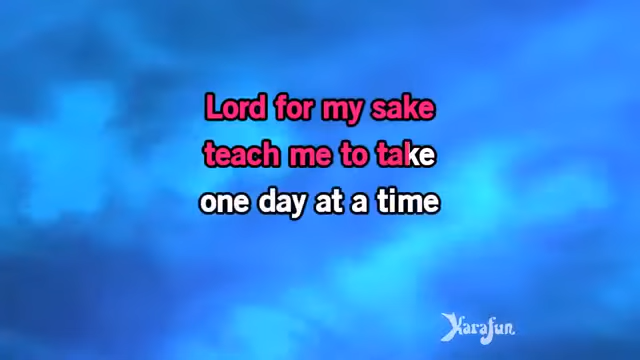 Lord for my sake
teach me to take
one day at a time
Karafun